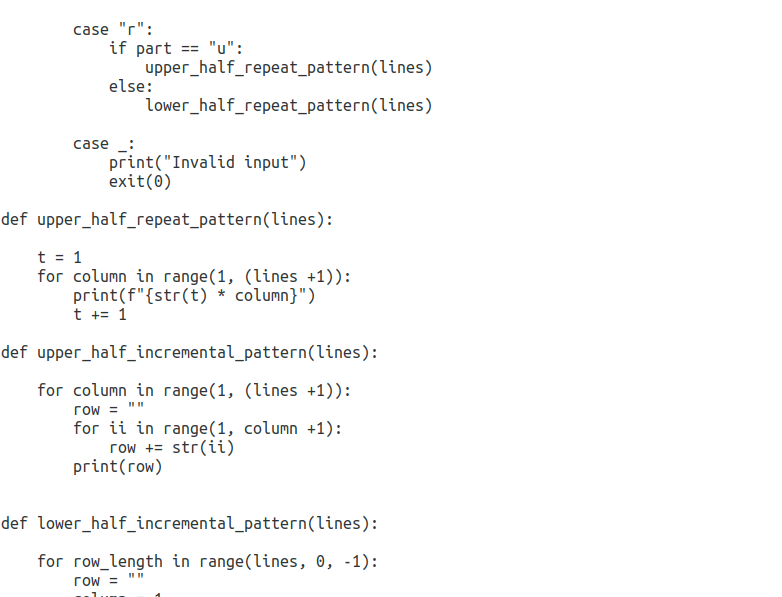 case "r":
            if part == "u":
                upper_half_repeat_pattern(lines)
            else:
                lower_half_repeat_pattern(lines)

        case _:
            print("Invalid input")
            exit(0)

def upper_half_repeat_pattern(lines):

    t = 1
    for column in range(1, (lines +1)):
        print(f"{str(t) * column}")
        t += 1

def upper_half_incremental_pattern(lines):

    for column in range(1, (lines +1)):
        row = ""
        for ii in range(1, column +1):
            row += str(ii)
        print(row)


def lower_half_incremental_pattern(lines):

    for row_length in range(lines, 0, -1):
        row = ""
        column = 1